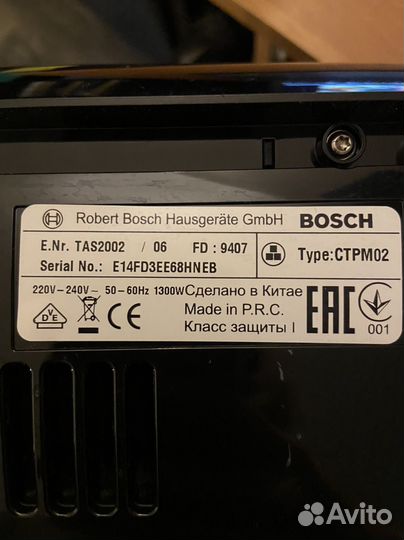 Robert Bosch Hausgeräte GmbH BOSCH
E.Nr. TAS2002 / 06 FD : 9407
Type:CTPM02
Serial No.: E14FD3EE68HNEB
220V–240V~ 50–60Hz 1300W Сделано в Китае
Made in P.R.C.
Класс защиты I
VDE CE EAC 001
Avito